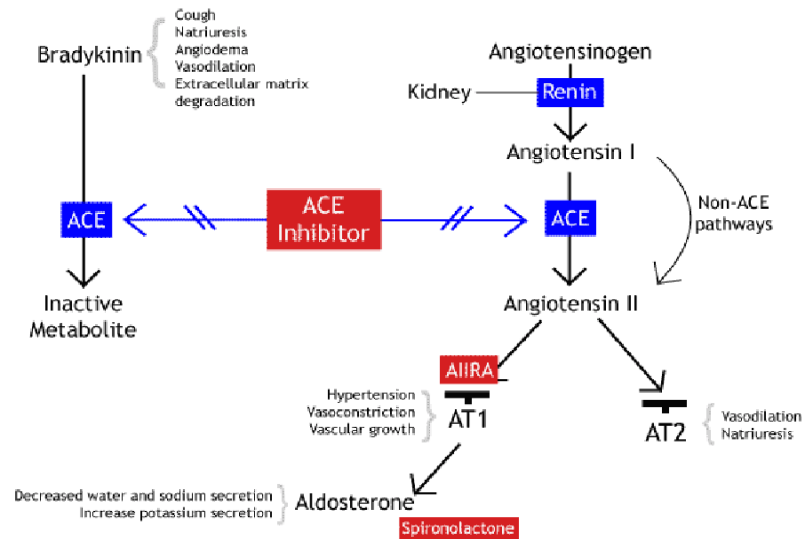 Bradykinin
Cough
Natriuresis
Angiodema
Vasodilation
Extracellular matrix
degradation
Angiotensinogen
Kidney
Renin
Angiotensin I
ACE
ACE
Inhibitor
ACE
Non-ACE
pathways
Inactive
Metabolite
Angiotensin II
AIIRA
Hypertension
Vasoconstriction
Vascular growth
AT1
AT2
Vasodilation
Natriuresis
Decreased water and sodium secretion
Increase potassium secretion
Aldosterone
Spironolactone